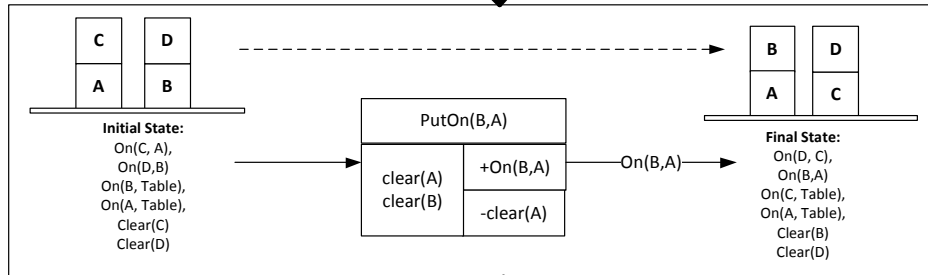 C
D
A
B
Initial State:
On(C, A),
On(D,B)
On(B, Table),
On(A, Table),
Clear(C)
Clear(D)
PutOn(B,A)
clear(A)
clear(B)
+On(B,A)
-clear(A)
On(B,A)
B
D
A
C
Final State:
On(D, C),
On(B,A)
On(C, Table),
On(A, Table),
Clear(B)
Clear(D)